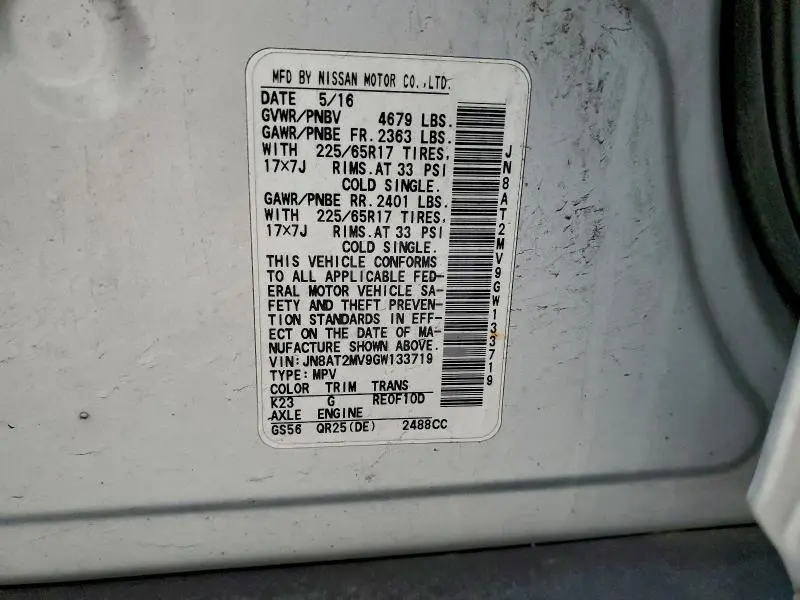 MFD BY NISSAN MOTOR CO.,LTD.
DATE 5/16
GVWR/PNBV 4679 LBS.
GAWR/PNBE FR. 2363 LBS.
WITH 225/65R17 TIRES,
17×7J RIMS.AT 33 PSI
COLD SINGLE.
GAWR/PNBE RR. 2401 LBS.
WITH 225/65R17 TIRES,
17×7J RIMS.AT 33 PSI
COLD SINGLE.
THIS VEHICLE CONFORMS
TO ALL APPLICABLE FED-
ERAL MOTOR VEHICLE SA-
FETY AND THEFT PREVEN-
TION STANDARDS IN EFF-
ECT ON THE DATE OF MA-
NUFACTURE SHOWN ABOVE.
VIN:JN8AT2MV9GW133719
TYPE:MPV
COLOR TRIM TRANS
K23 G RE0F10D
AXLE ENGINE
GS56 QR25(DE) 2488CC
JN8AT2MV9GW133719